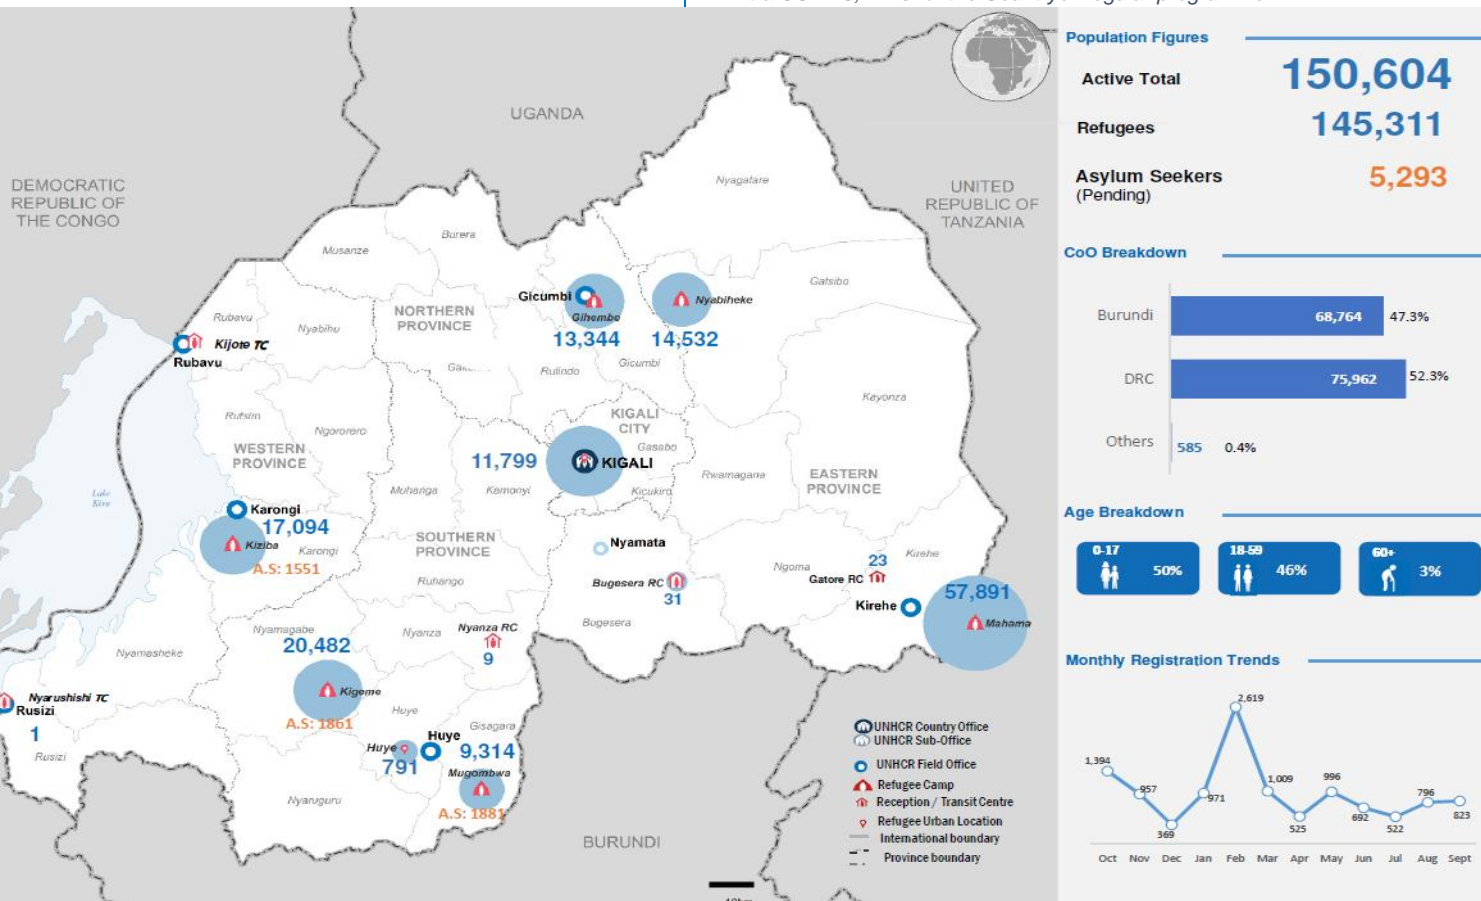 UGANDA
DEMOCRATIC
REPUBLIC OF
THE CONGO
UNITED
REPUBLIC OF
TANZANIA
BURUNDI
Nyagatare
Burera
Musanze
Gatsibo
Gicumbi
Gihembe
13,344
Nyabiheke
14,532
NORTHERN
PROVINCE
Rubavu
Nyabihu
Kijote TC
Rubavu
Rulindo
Gicumbi
Kayonza
Rutsiro
Ngororero
WESTERN
PROVINCE
KIGALI
CITY
Gasabo
11,799
KIGALI
Kicukiro
Rwamagana
EASTERN
PROVINCE
Muhanga
Kamonyi
Lake
Kivu
Karongi
17,094
Kiziba
Karongi
A.S: 1551
SOUTHERN
PROVINCE
Ruhango
Nyamata
Bugesera RC
31
Bugesera
Ngoma
23
Kirehe
Gatore RC
Kirehe
57,891
Mahama
Nyamagabe
20,482
Kigeme
A.S: 1861
Nyanza
Nyanza RC
9
Nyamasheke
Nyarushishi TC
Rusizi
1
Rusizi
Huye
Gisagara
Huye
Huye
791
9,314
Mugombwa
A.S: 1881
Nyaruguru
UNHCR Country Office
UNHCR Sub-Office
UNHCR Field Office
Refugee Camp
Reception / Transit Centre
Refugee Urban Location
International boundary
Province boundary
Population Figures
Active Total 150,604
Refugees 145,311
Asylum Seekers 5,293
(Pending)
CoO Breakdown
Burundi 68,764 47.3%
DRC 75,962 52.3%
Others 585 0.4%
Age Breakdown
0-17 50%
18-59 46%
60+ 3%
Monthly Registration Trends
1,394
957
369
971
2,619
1,009
525
996
692
522
796
823
Oct Nov Dec Jan Feb Mar Apr May Jun Jul Aug Sept